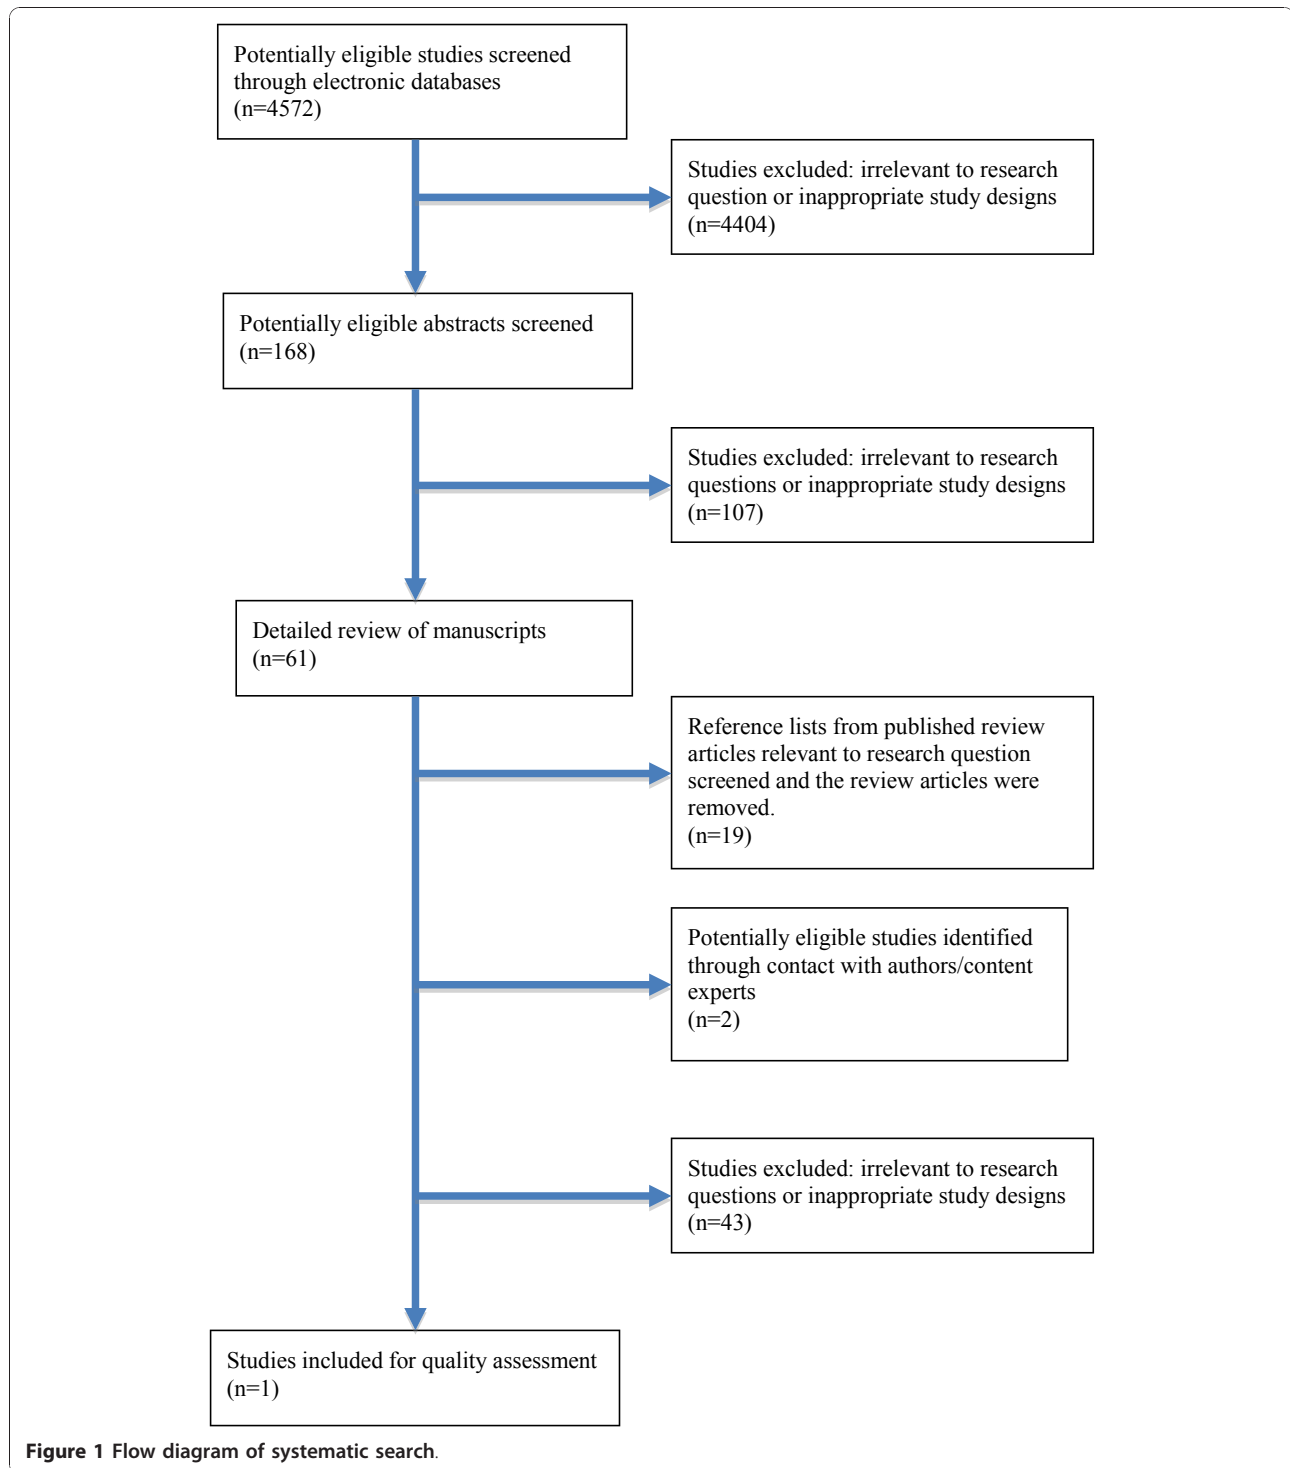 Potentially eligible studies screened
through electronic databases
(n=4572)
Studies excluded: irrelevant to research
question or inappropriate study designs
(n=4404)
Potentially eligible abstracts screened
(n=168)
Studies excluded: irrelevant to research
questions or inappropriate study designs
(n=107)
Detailed review of manuscripts
(n=61)
Reference lists from published review
articles relevant to research question
screened and the review articles were
removed.
(n=19)
Potentially eligible studies identified
through contact with authors/content
experts
(n=2)
Studies excluded: irrelevant to research
questions or inappropriate study designs
(n=43)
Studies included for quality assessment
(n=1)
Figure 1 Flow diagram of systematic search.